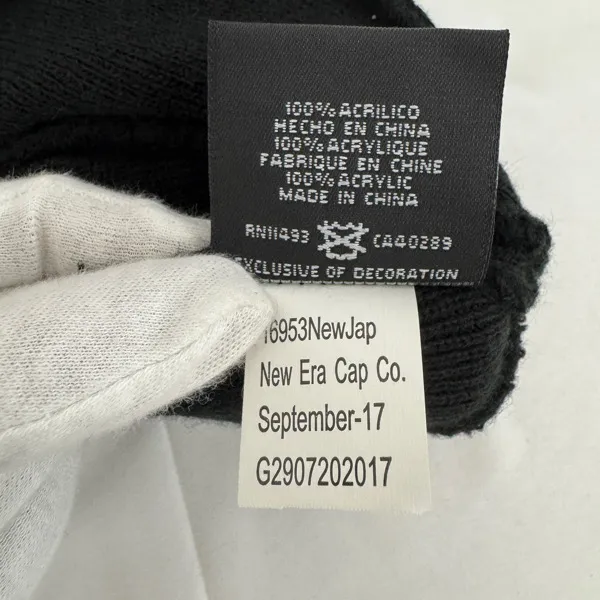 100% ACRILICO
HECHO EN CHINA
100% ACRYLIQUE
FABRIQUE EN CHINE
100% ACRYLIC
MADE IN CHINA
RN11493 CA40289
EXCLUSIVE OF DECORATION
16953NewJap
New Era Cap Co.
September-17
G2907202017